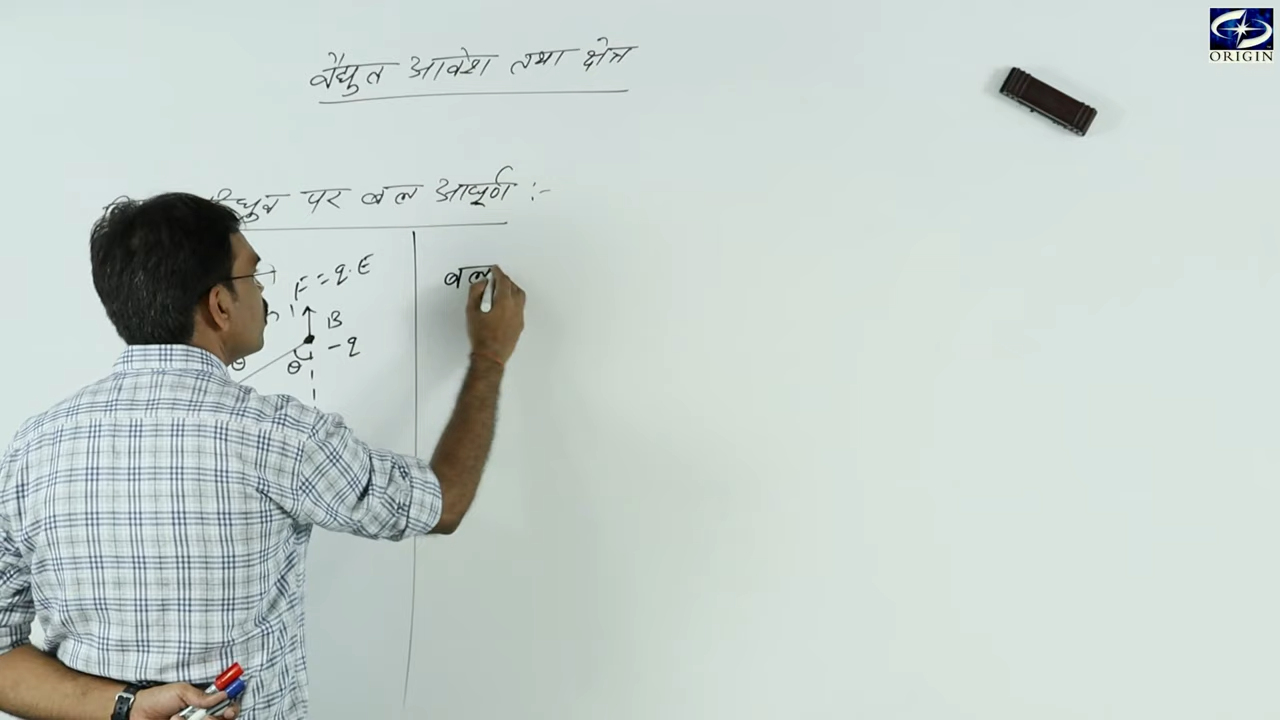 वैद्युत आवेश तथा क्षेत्र
पर बल आघूर्ण :-
F = q.E
B
- q
θ
θ
बल
ORIGIN